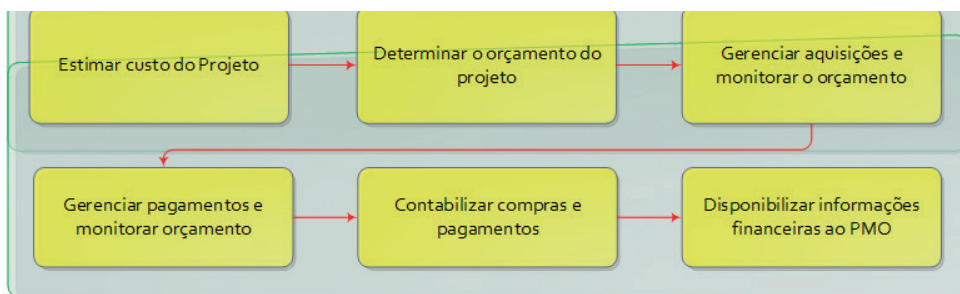 Estimar custo do Projeto
Determinar o orçamento do
projeto
Gerenciar aquisições e
monitorar o orçamento
Gerenciar pagamentos e
monitorar orçamento
Contabilizar compras e
pagamentos
Disponibilizar informações
financeiras ao PMO